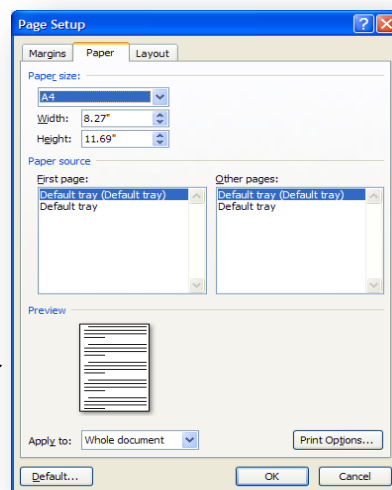 Page Setup
Margins Paper Layout
Paper size:
A4
Width: 8.27"
Height: 11.69"
Paper source
First page: Other pages:
Default tray (Default tray) Default tray (Default tray)
Default tray Default tray
Preview
Apply to: Whole document Print Options...
Default... OK Cancel